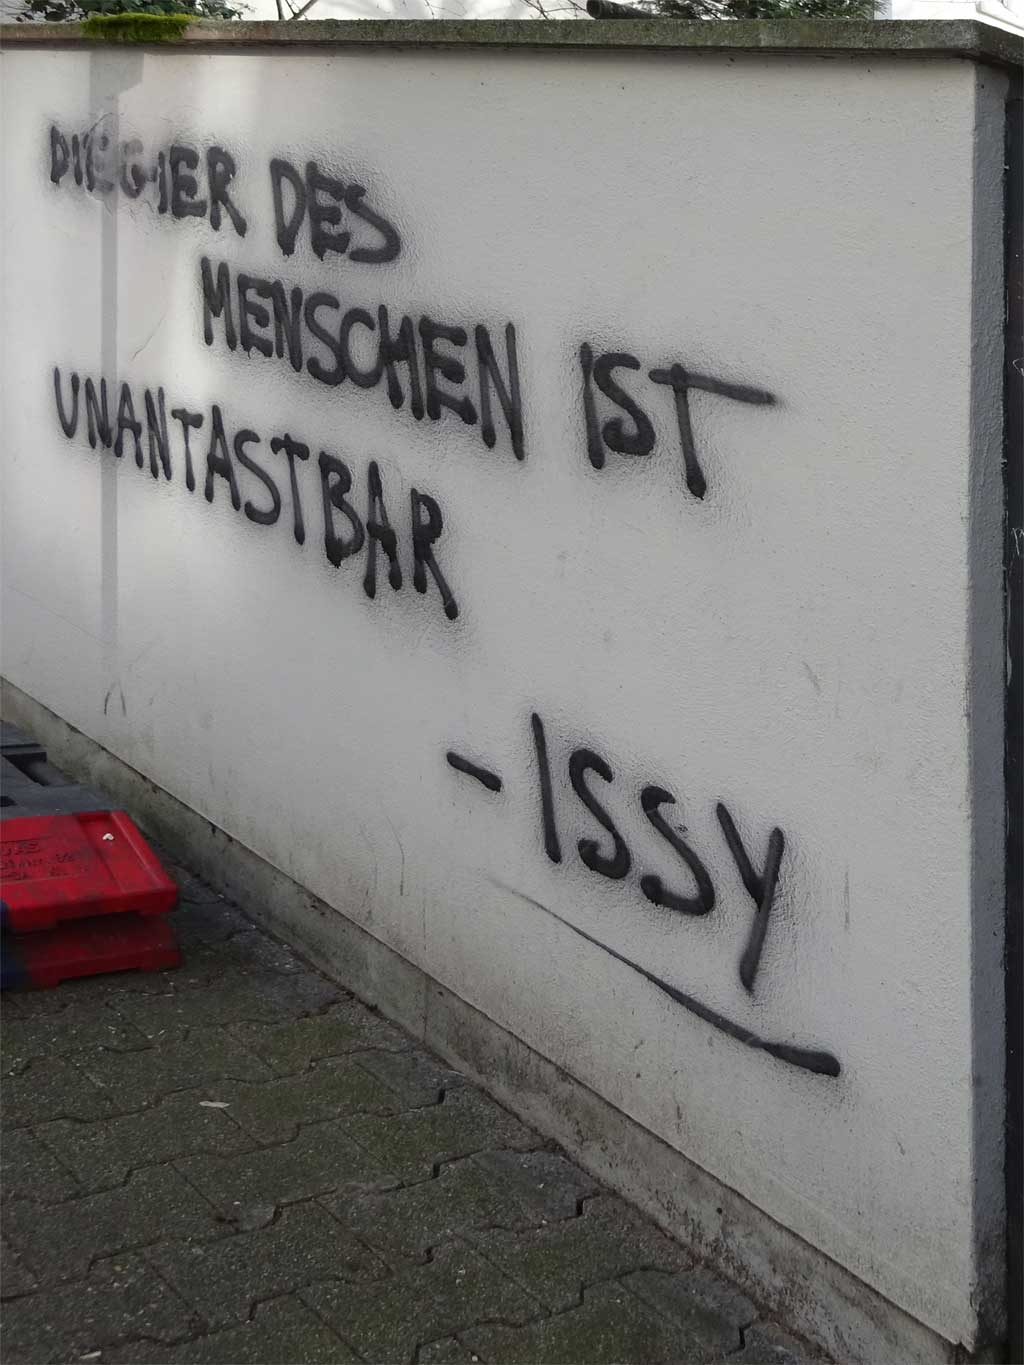 DIE GIER DES
MENSCHEN IST
UNANTASTBAR
- ISSY